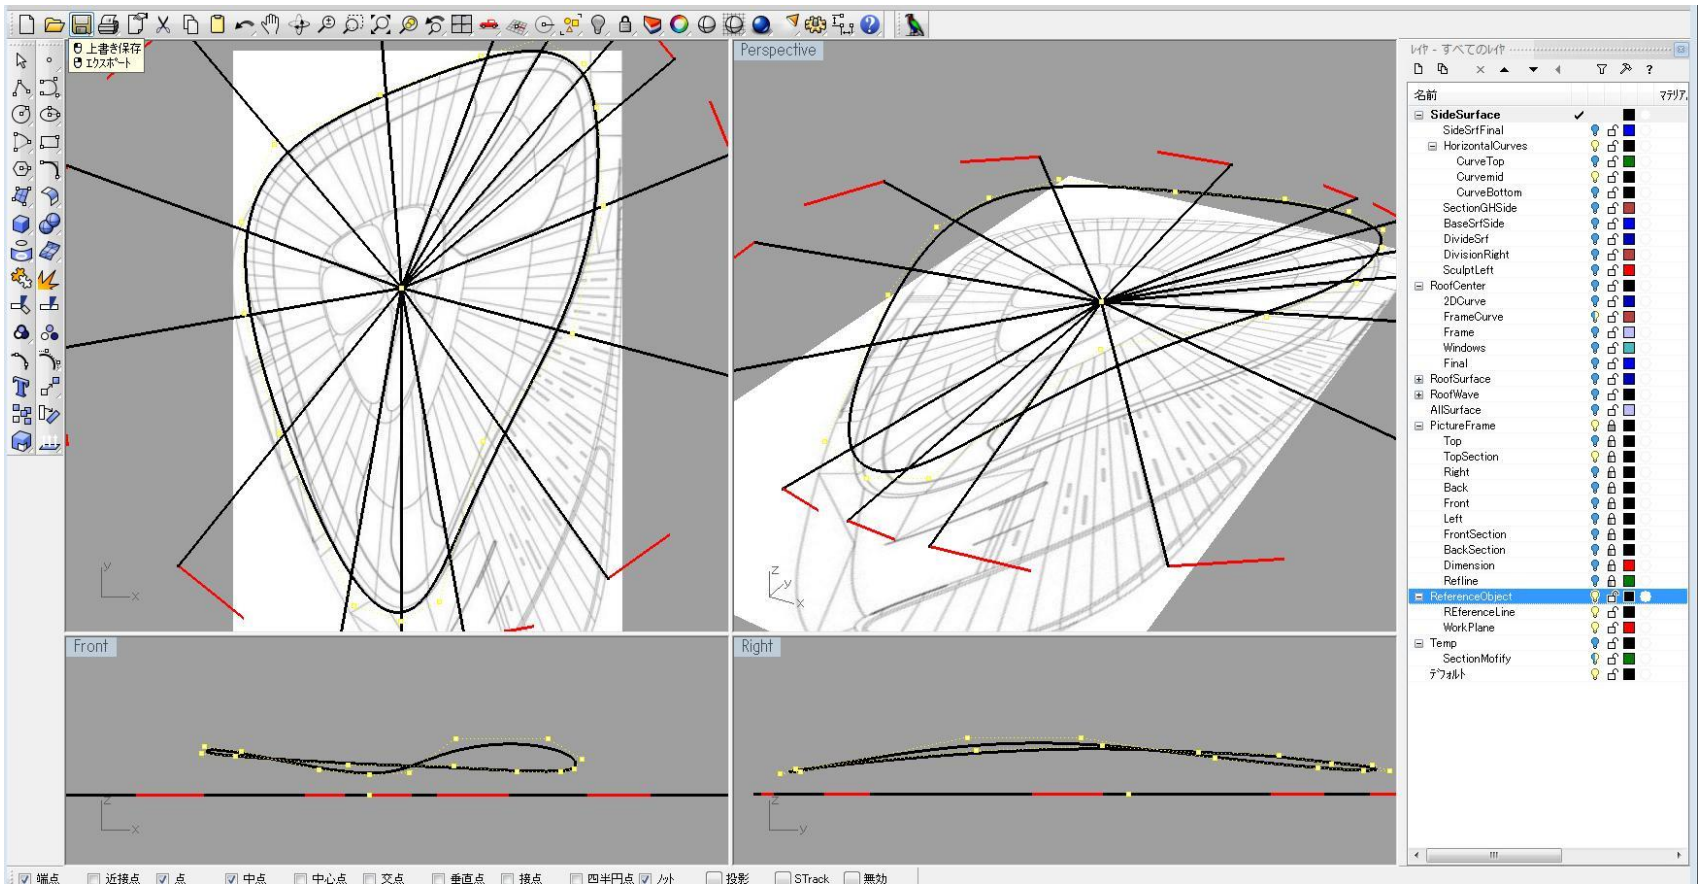 上書き保存
エクスポート
Perspective
レイヤ - すべてのレイヤ
名前
マテリア,
SideSurface
SideSrfFinal
HorizontalCurves
CurveTop
Curvemid
CurveBottom
SectionGHSide
BaseSrfSide
DivideSrf
DivisionRight
SculptLeft
RoofCenter
2DCurve
FrameCurve
Frame
Windows
Final
RoofSurface
RoofWave
AllSurface
PictureFrame
Top
TopSection
Right
Back
Front
Left
FrontSection
BackSection
Dimension
Refline
ReferenceObject
REferenceLine
WorkPlane
Temp
SectionMofify
デフォルト
y
x
z
y
x
Front
Right
z
x
z
y
端点
近接点
点
中点
中心点
交点
垂直点
接点
四半円点
ノット
投影
STrack
無効